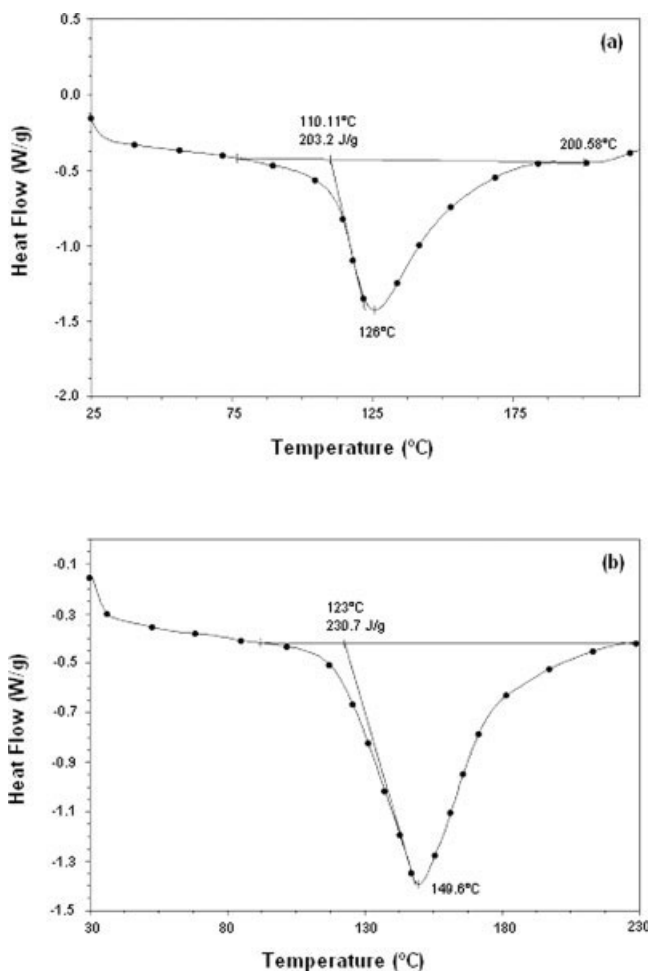 (a)
0.5
0.0
-0.5
-1.0
-1.5
-2.0
Heat Flow (W/g)
110.11°C
203.2 J/g
200.58°C
126°C
25
75
125
175
Temperature (°C)
(b)
-0.1
-0.3
-0.5
-0.7
-0.9
-1.1
-1.3
-1.5
Heat Flow (W/g)
123°C
230.7 J/g
149.6°C
30
80
130
180
230
Temperature (°C)